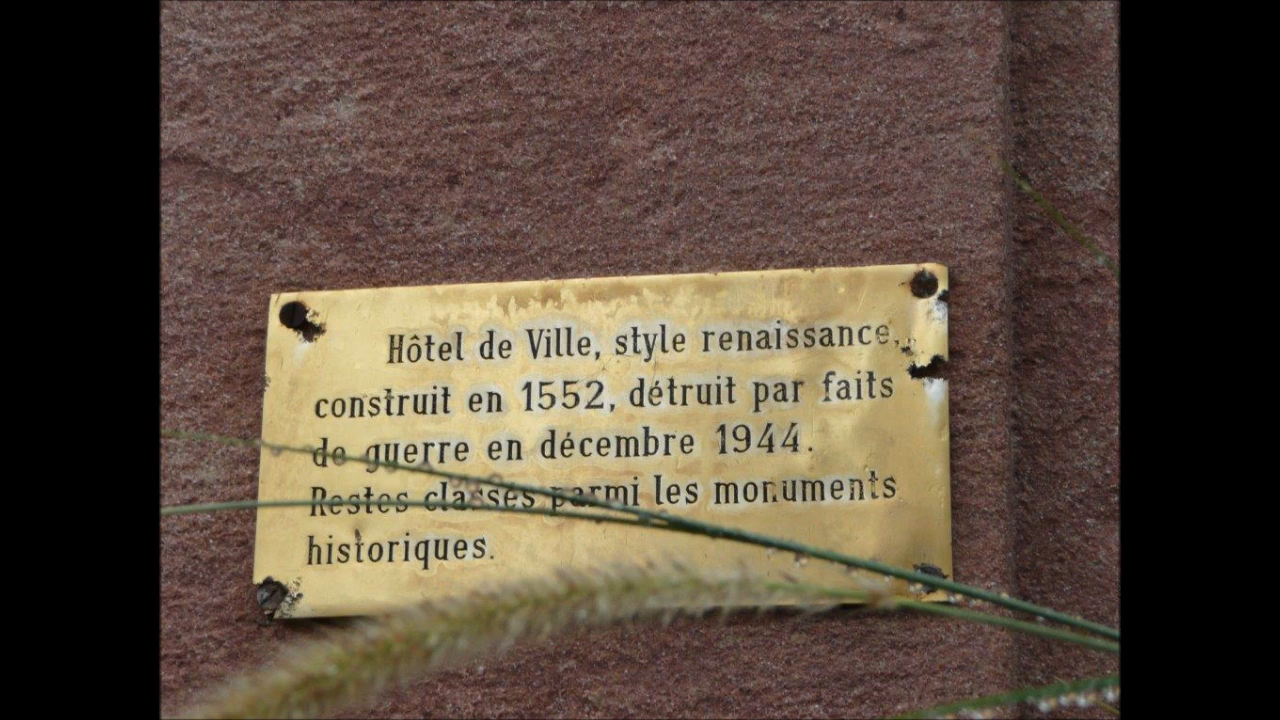 Hôtel de Ville, style renaissance,
construit en 1552, détruit par faits
de guerre en décembre 1944.
Restes classés parmi les monuments
historiques.